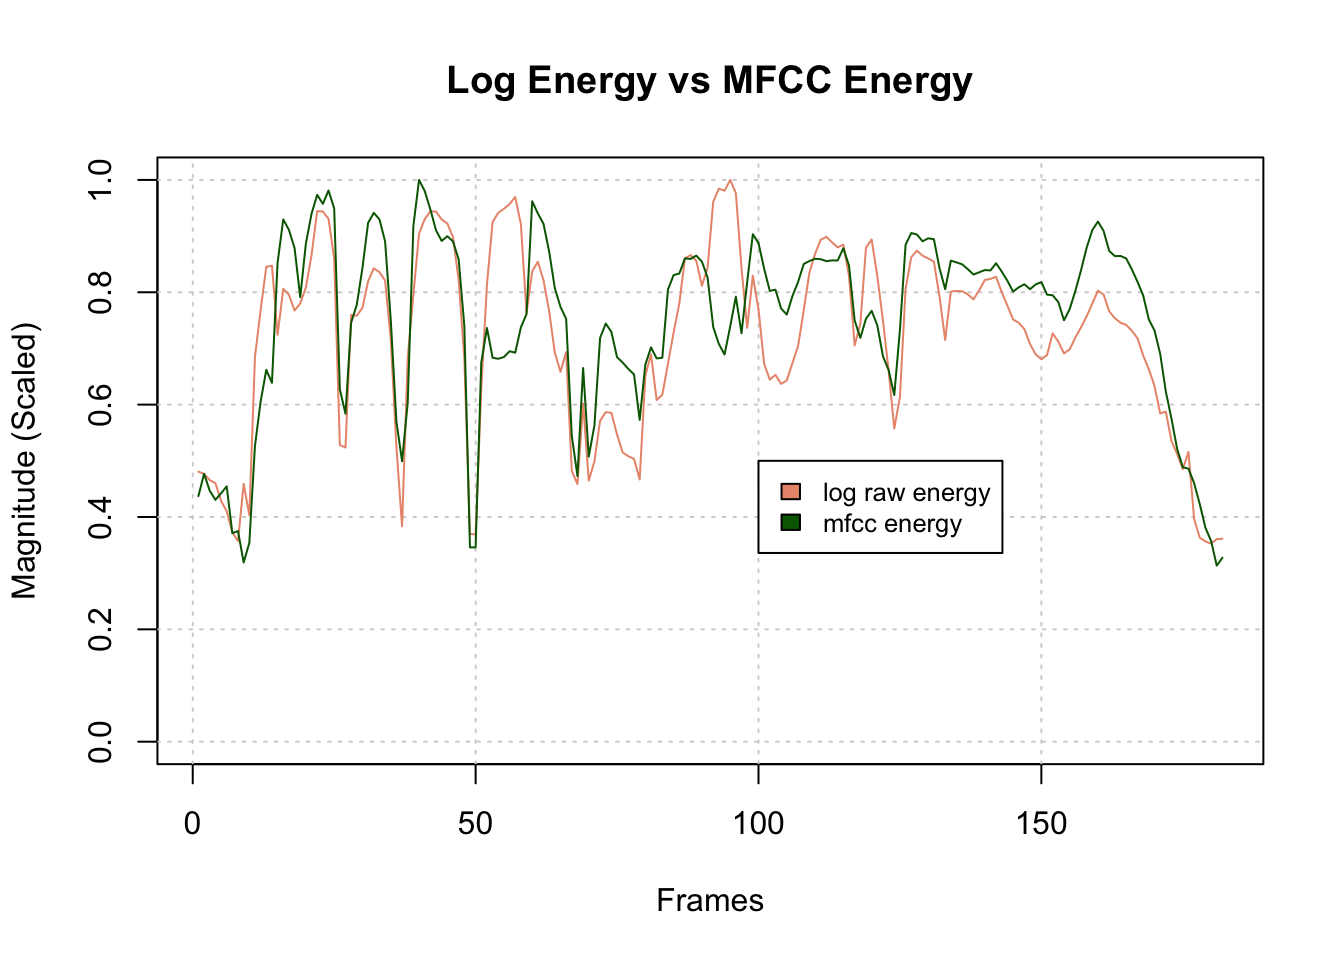 Log Energy vs MFCC Energy
Magnitude (Scaled)
1.0
0.8
0.6
0.4
0.2
0.0
log raw energy
mfcc energy
0 50 100 150
Frames